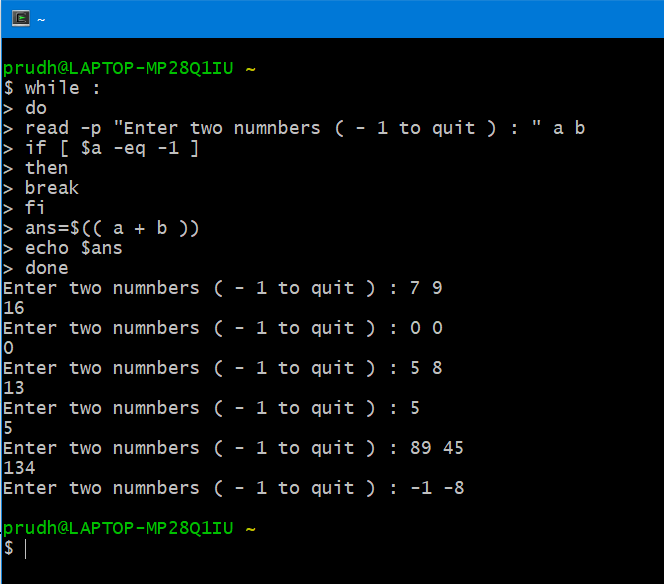 ~
prudh@LAPTOP-MP28Q1IU ~
$ while :
> do
> read -p "Enter two numnbers ( - 1 to quit ) : " a b
> if [ $a -eq -1 ]
> then
> break
> fi
> ans=$(( a + b ))
> echo $ans
> done
Enter two numnbers ( - 1 to quit ) : 7 9
16
Enter two numnbers ( - 1 to quit ) : 0 0
0
Enter two numnbers ( - 1 to quit ) : 5 8
13
Enter two numnbers ( - 1 to quit ) : 5
5
Enter two numnbers ( - 1 to quit ) : 89 45
134
Enter two numnbers ( - 1 to quit ) : -1 -8
prudh@LAPTOP-MP28Q1IU ~
$